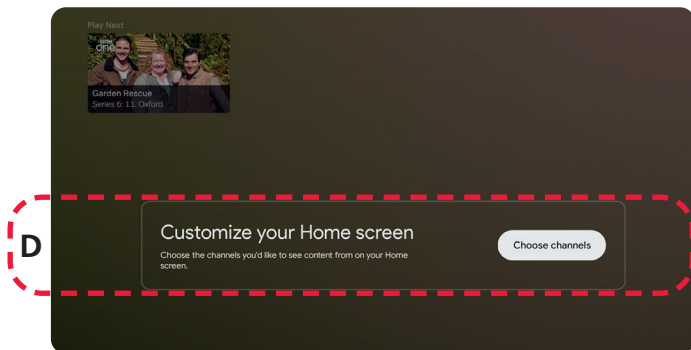 Play Next
one
Garden Rescue
Series 6: 11. Oxford
D
Customize your Home screen
Choose the channels you'd like to see content from on your Home
screen.
Choose channels